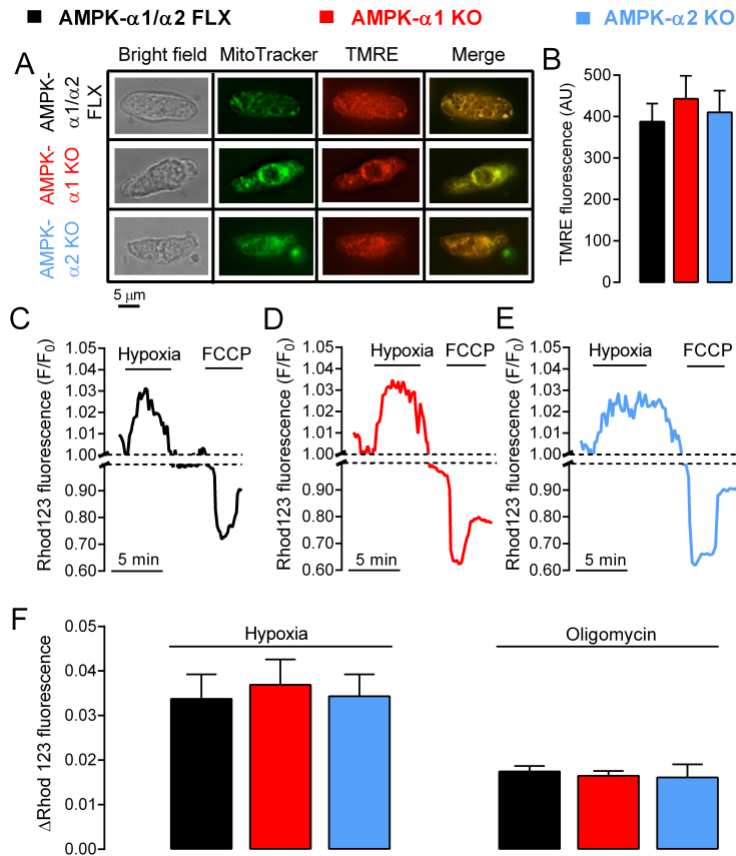 AMPK-α1/α2 FLX AMPK-α1 KO AMPK-α2 KO
A
Bright field MitoTracker TMRE Merge
AMPK-
α1/α2
FLX
AMPK-
α1 KO
AMPK-
α2 KO
5 μm
B
TMRE fluorescence (AU)
500
400
300
200
100
0
C
Rhod123 fluorescence (F/F0)
1.05
1.03
1.02
1.01
1.00
0.90
0.80
0.70
0.60
Hypoxia FCCP
5 min
D
Rhod123 fluorescence (F/F0)
1.05
1.03
1.02
1.01
1.00
0.90
0.80
0.70
0.60
Hypoxia FCCP
5 min
E
Rhod123 fluorescence (F/F0)
1.05
1.03
1.02
1.01
1.00
0.90
0.80
0.70
0.60
Hypoxia FCCP
5 min
F
ΔRhod 123 fluorescence
0.05
0.04
0.03
0.02
0.01
0.00
Hypoxia Oligomycin